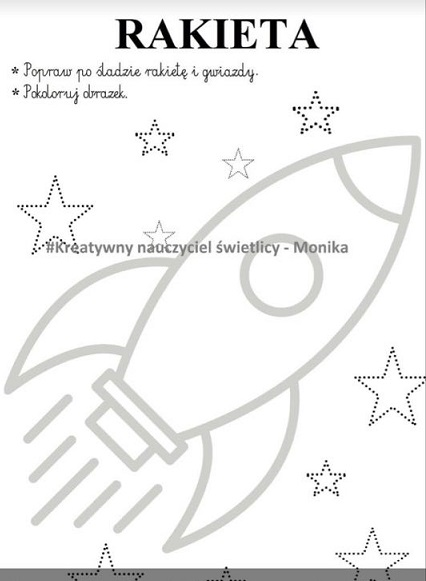 RAKIETA
* Popraw po śladzie rakietę i gwiazdy.
* Pokoloruj obrazek.
#Kreatywny nauczyciel świetlicy - Monika